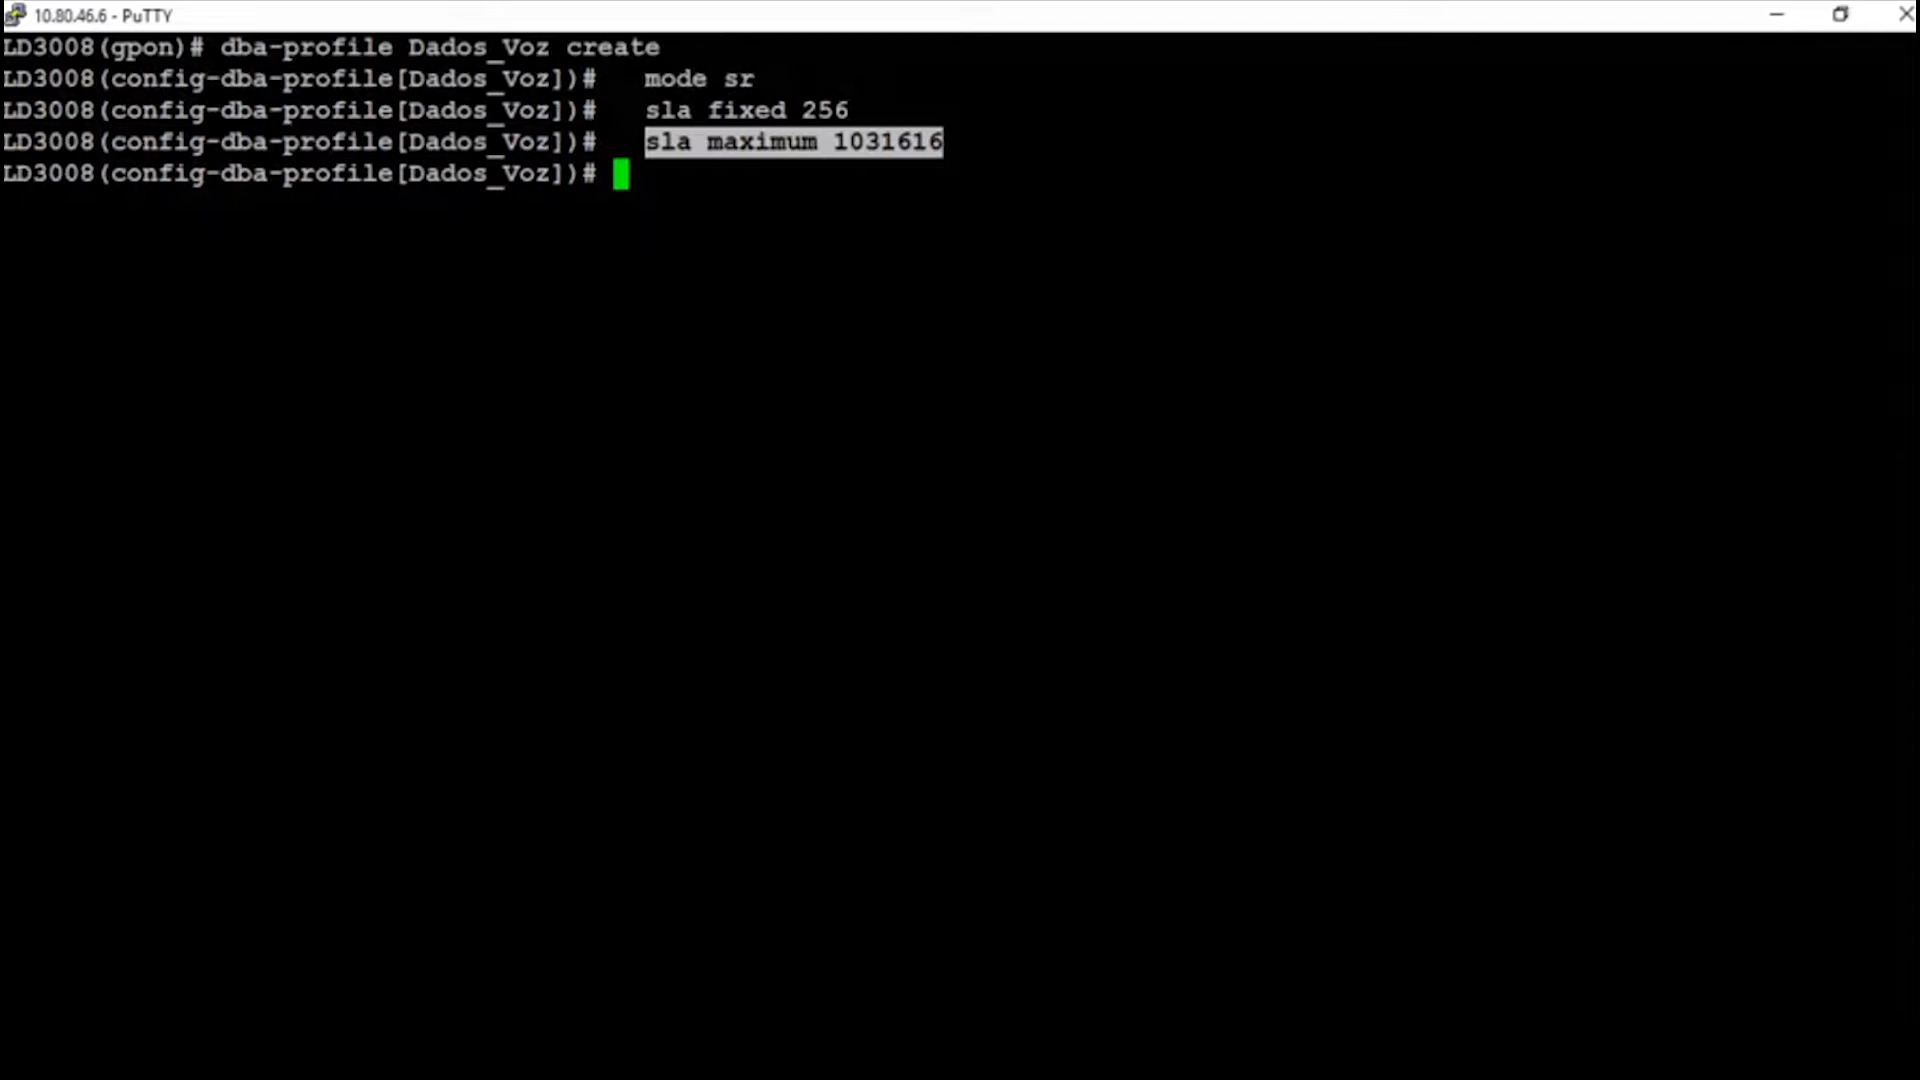 10.80.46.6 - PuTTY
LD3008(gpon)# dba-profile Dados_Voz create
LD3008(config-dba-profile[Dados_Voz])#   mode sr
LD3008(config-dba-profile[Dados_Voz])#   sla fixed 256
LD3008(config-dba-profile[Dados_Voz])#   sla maximum 1031616
LD3008(config-dba-profile[Dados_Voz])#